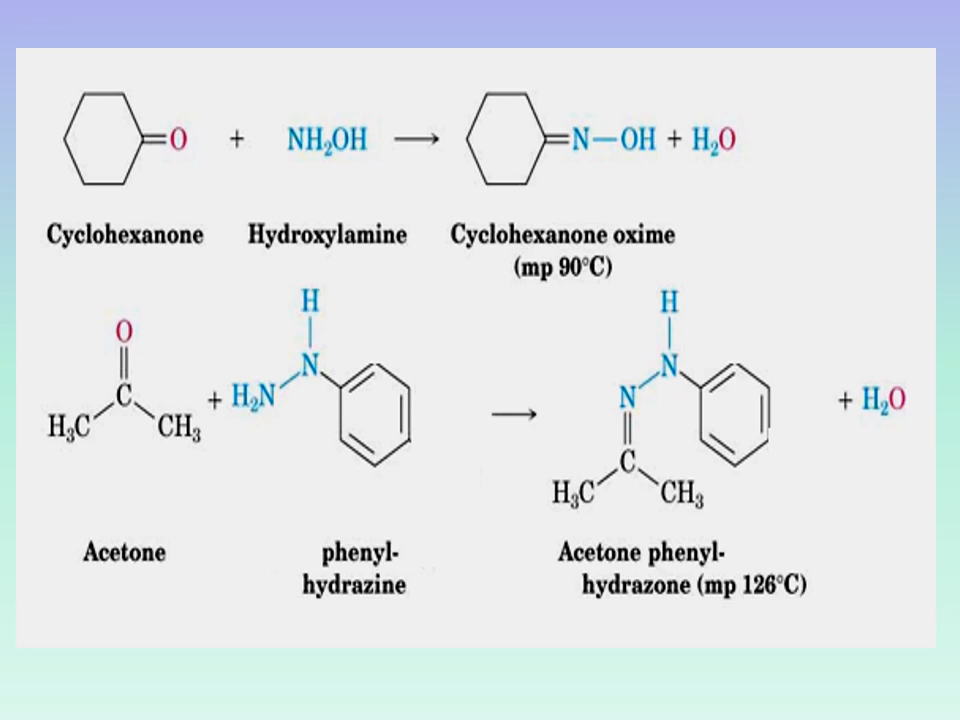 =O + NH₂OH ⟶ =N—OH + H₂O
Cyclohexanone Hydroxylamine Cyclohexanone oxime
(mp 90°C)
H H
O
N N
C + H₂N ⟶ N + H₂O
H₃C CH₃
C
H₃C CH₃
Acetone phenyl- Acetone phenyl-
hydrazine hydrazone (mp 126°C)